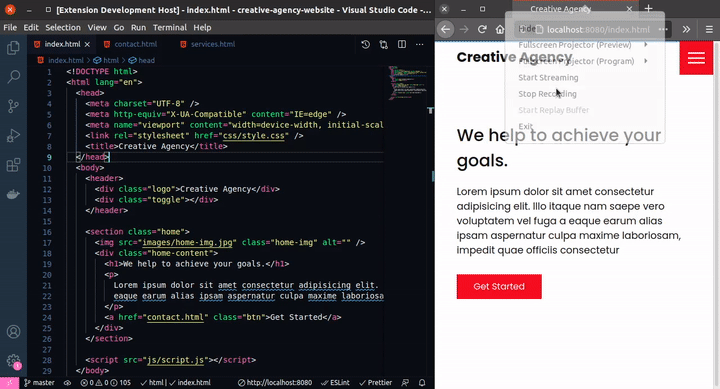 [Extension Development Host] - index.html - creative-agency-website - Visual Studio Code -...
File Edit Selection View Go Run Terminal Help
index.html contact.html services.html
index.html > html > head
1 <!DOCTYPE html>
2 <html lang="en">
3 <head>
4 <meta charset="UTF-8" />
5 <meta http-equiv="X-UA-Compatible" content="IE=edge" />
6 <meta name="viewport" content="width=device-width, initial-scal
7 <link rel="stylesheet" href="css/style.css" />
8 <title>Creative Agency</title>
9 </head>
10 <body>
11 <header>
12 <div class="logo">Creative Agency</div>
13 <div class="toggle"></div>
14 </header>
15
16 <section class="home">
17 <img src="images/home-img.jpg" class="home-img" alt="" />
18 <div class="home-content">
19 <h1>We help to achieve your goals.</h1>
20 <p>
21 Lorem ipsum dolor sit amet consectetur adipisicing elit.
22 eaque earum alias ipsam aspernatur culpa maxime laboriosa
23 </p>
24 <a href="contact.html" class="btn">Get Started</a>
25 </div>
26 </section>
27
28 <script src="js/script.js"></script>
29 </body>
master 0 0 105 html | index.html http://localhost:8080 ESLint Prettier
Creative Agency
localhost:8080/index.html
Hide
Fullscreen Projector (Preview)
Fullscreen Projector (Program)
Start Streaming
Stop Recording
Start Replay Buffer
Exit
Creative Agency
We help to achieve your
goals.
Lorem ipsum dolor sit amet consectetur
adipisicing elit. Illo itaque nam saepe vero
voluptatem vel fuga a eaque earum alias
ipsam aspernatur culpa maxime laboriosam,
impedit quae officiis consectetur
Get Started